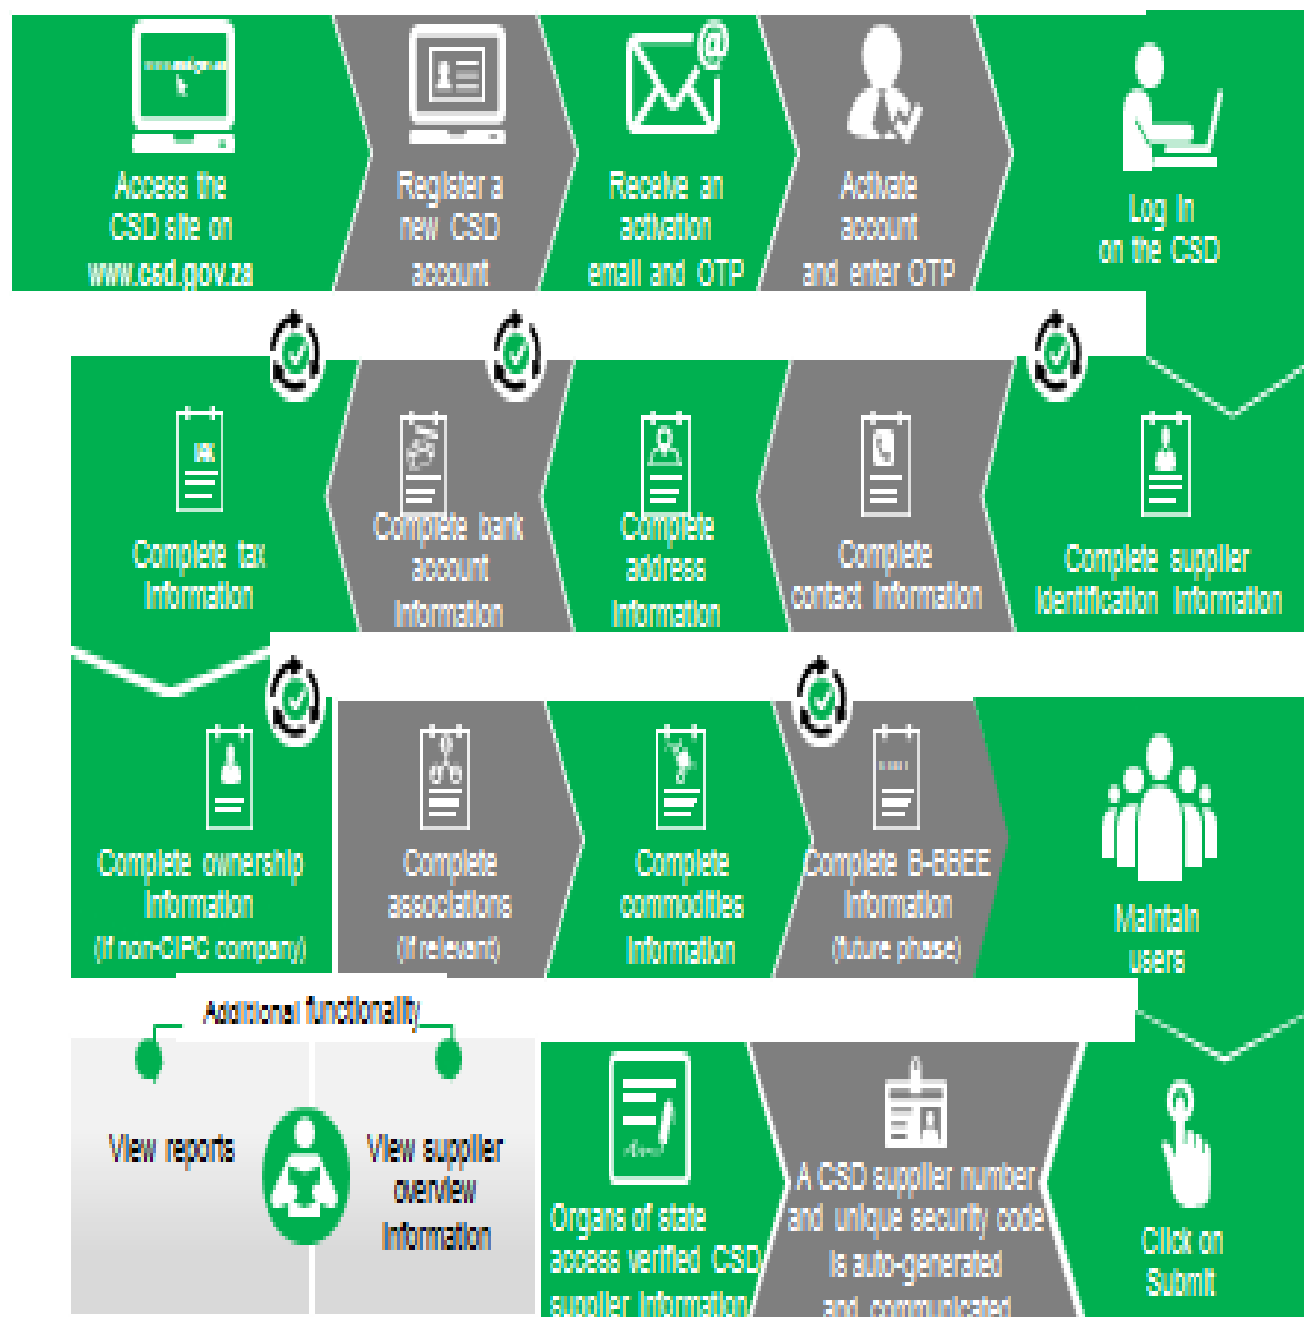 Access the
CSD site on
www.csd.gov.za
Register a
new CSD
account
Receive an
activation
email and OTP
Activate
account
and enter OTP
Log in
on the CSD
TAX
Complete tax
information
Complete bank
account
information
Complete
address
information
Complete
contact information
Complete supplier
identification information
Complete ownership
information
(if non-CIPC company)
Complete
associations
(if relevant)
Complete
commodities
information
Complete B-BBEE
information
(future phase)
Maintain
users
Additional functionality
View reports
View supplier
overview
information
Organs of state
access verified CSD
supplier information
A CSD supplier number
and unique security code
is auto-generated
and communicated
Click on
Submit